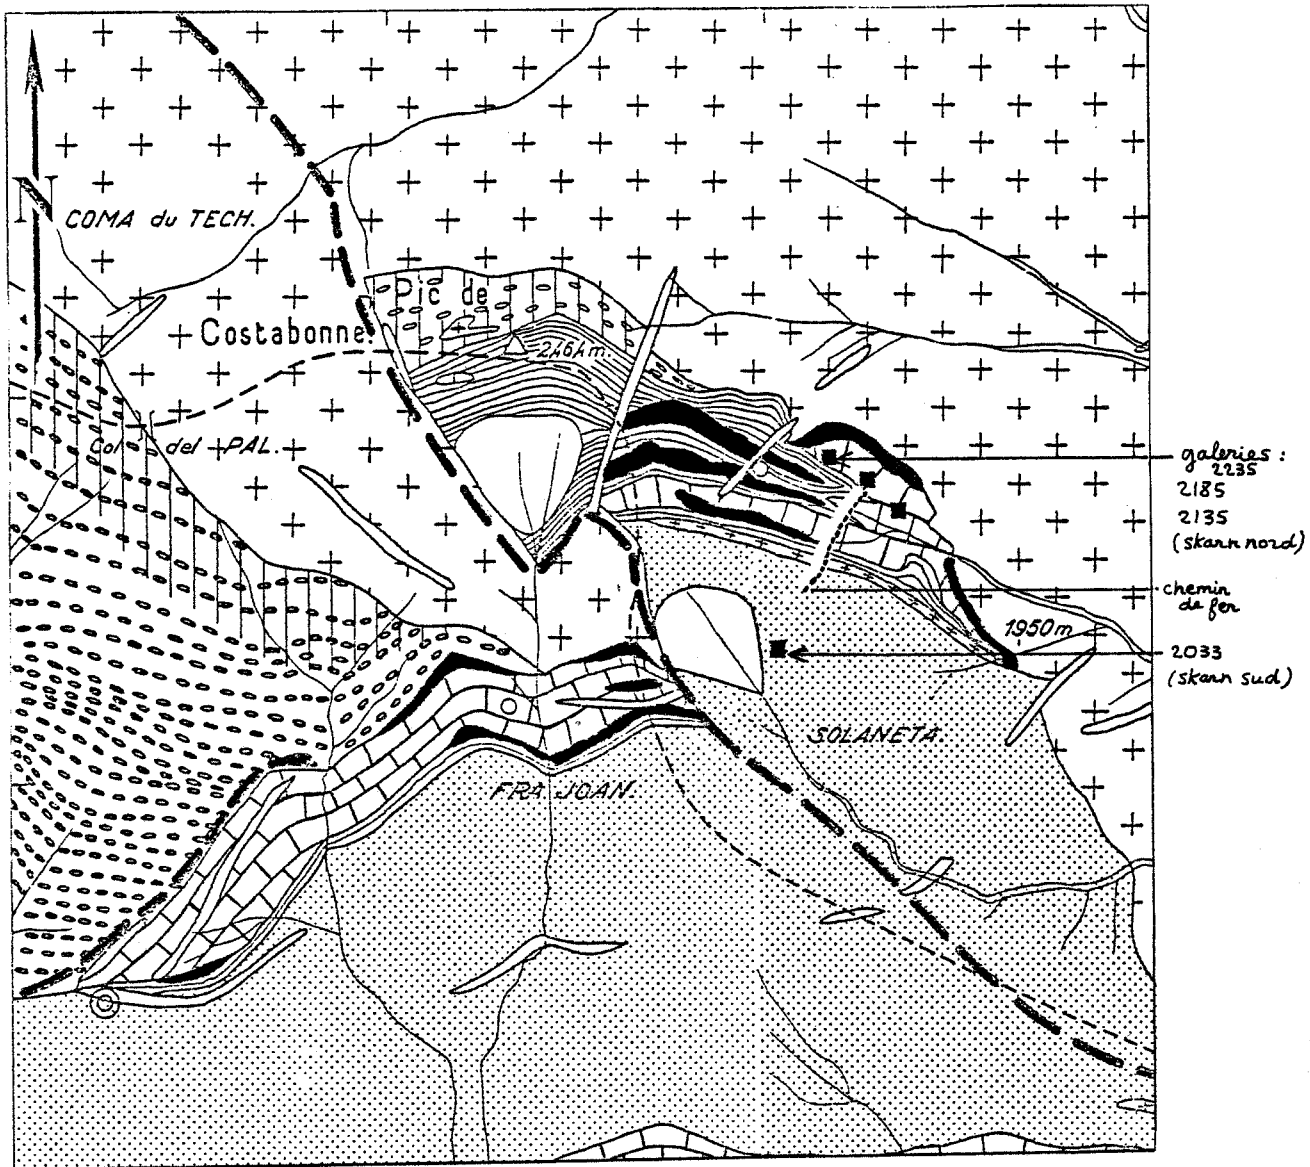 N
COMA du TECH.
Pic de
Costabonne.
2464m.
Col del PAL.
galeries :
2235
2185
2135
(skarn nord)
chemin
de fer
1950m
2033
(skarn sud)
SOLANETA
FRA JOAN.